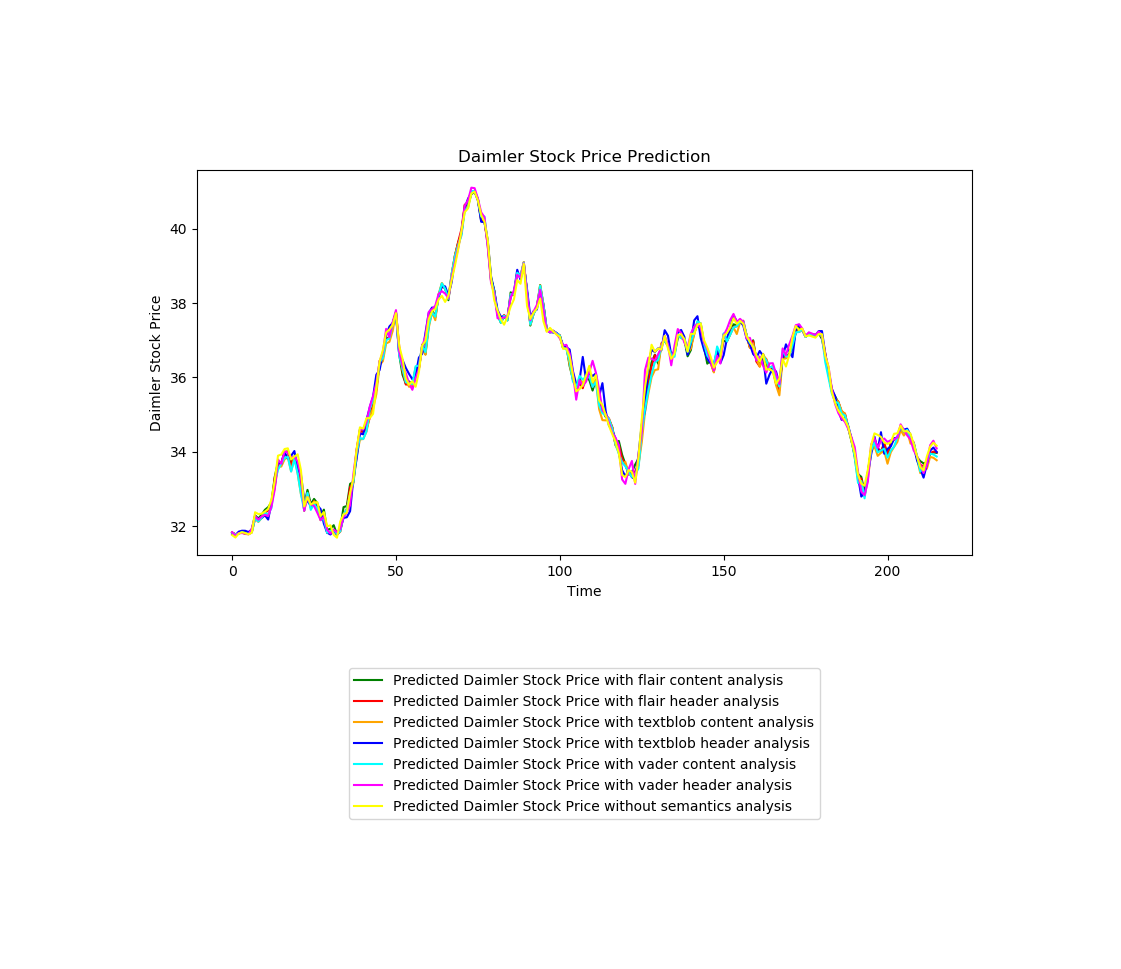 Daimler Stock Price Prediction
40
38
36
34
32
Daimler Stock Price
0 50 100 150 200
Time
Predicted Daimler Stock Price with flair content analysis
Predicted Daimler Stock Price with flair header analysis
Predicted Daimler Stock Price with textblob content analysis
Predicted Daimler Stock Price with textblob header analysis
Predicted Daimler Stock Price with vader content analysis
Predicted Daimler Stock Price with vader header analysis
Predicted Daimler Stock Price without semantics analysis